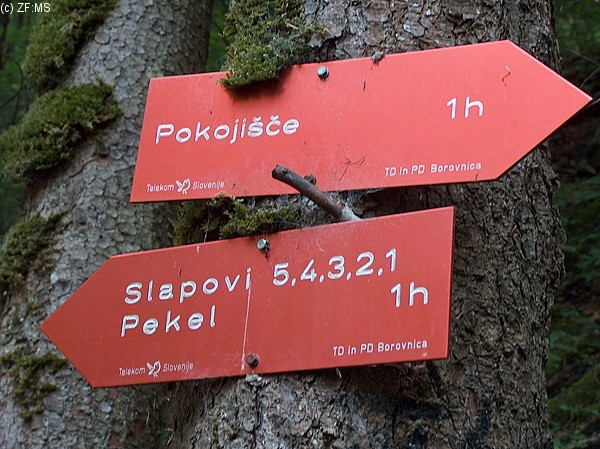 (c) ZF:MS
Pokojišče 1h
Telekom Slovenije TD in PD Borovnica
Slapovi 5,4,3,2,1
Pekel 1h
Telekom Slovenije TD in PD Borovnica